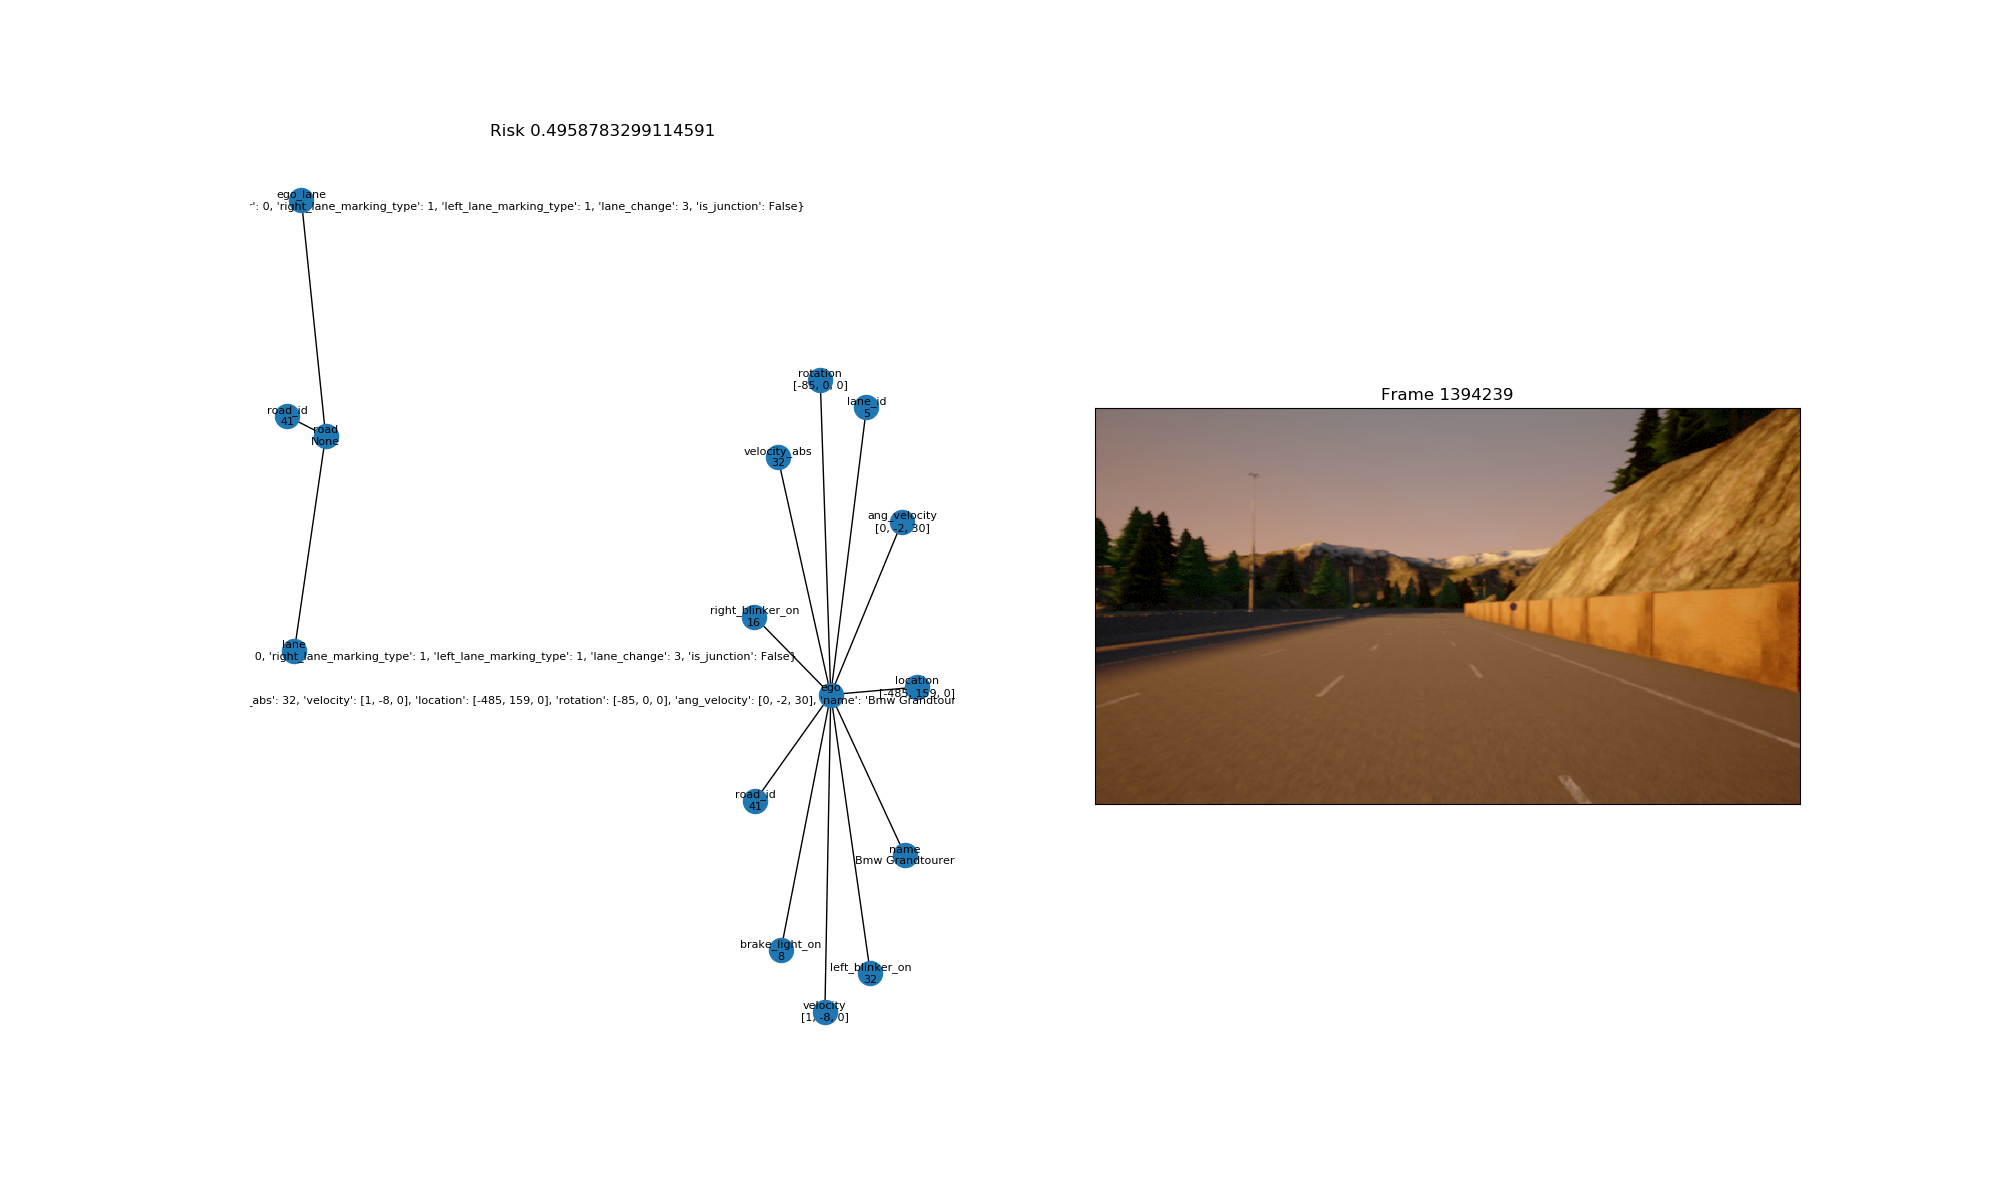 Risk 0.4958783299114591
ego_lane
': 0, 'right_lane_marking_type': 1, 'left_lane_marking_type': 1, 'lane_change': 3, 'is_junction': False}
rotation
[-85, 0, 0]
Frame 1394239
lane_id
5
road_id
41
road
None
velocity_abs
32
ang_velocity
[0, -2, 30]
right_blinker_on
16
lane
0, 'right_lane_marking_type': 1, 'left_lane_marking_type': 1, 'lane_change': 3, 'is_junction': False}
location
[-485, 159, 0]
ego
_abs': 32, 'velocity': [1, -8, 0], 'location': [-485, 159, 0], 'rotation': [-85, 0, 0], 'ang_velocity': [0, -2, 30], 'name': 'Bmw Grandtour
road_id
41
name
Bmw Grandtourer
brake_light_on
8
left_blinker_on
32
velocity
[1, -8, 0]